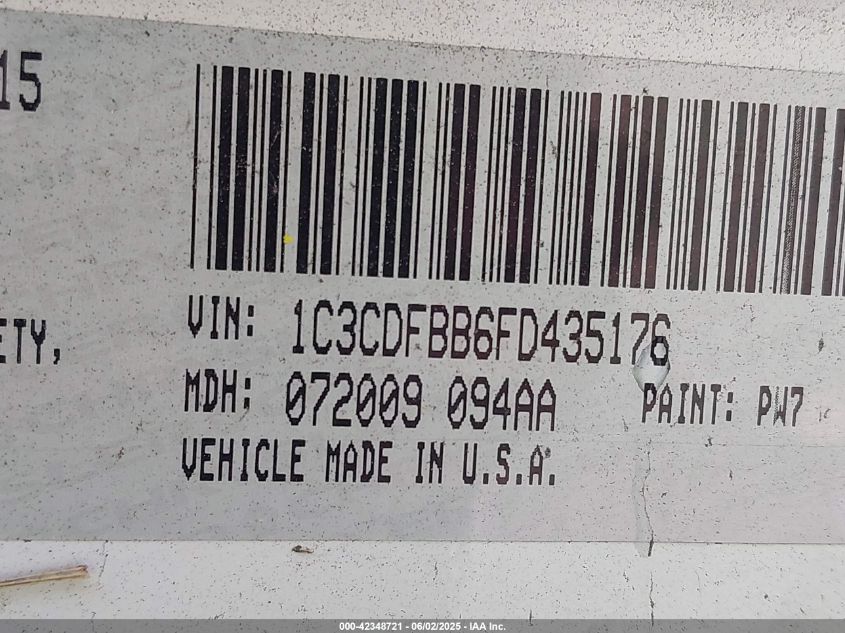 15
ETY,
VIN: 1C3CDFBB6FD435176
MDH: 072009 094AA
PAINT: PW7
VEHICLE MADE IN U.S.A.
000-42348721 - 06/02/2025 - IAA Inc.